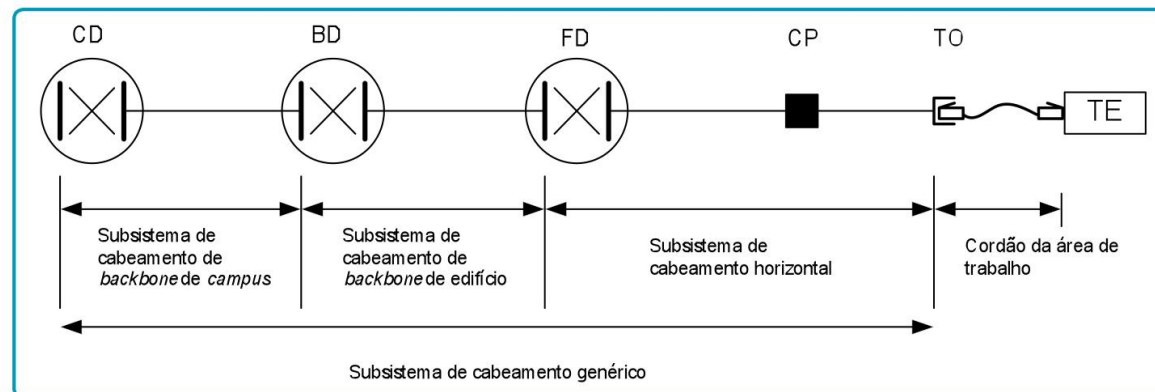 CD BD FD CP TO
TE
Subsistema de
cabeamento de
backbone de campus
Subsistema de
cabeamento de
backbone de edifício
Subsistema de
cabeamento horizontal
Cordão da área de
trabalho
Subsistema de cabeamento genérico